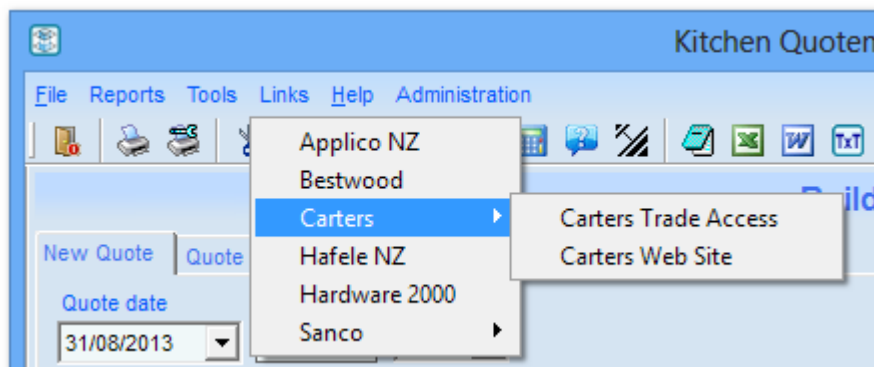 Kitchen Quoten
File Reports Tools Links Help Administration
W TxT
Applico NZ
Bestwood
Carters
Carters Trade Access
Carters Web Site
Hafele NZ
Hardware 2000
Sanco
New Quote Quote
Quote date
31/08/2013